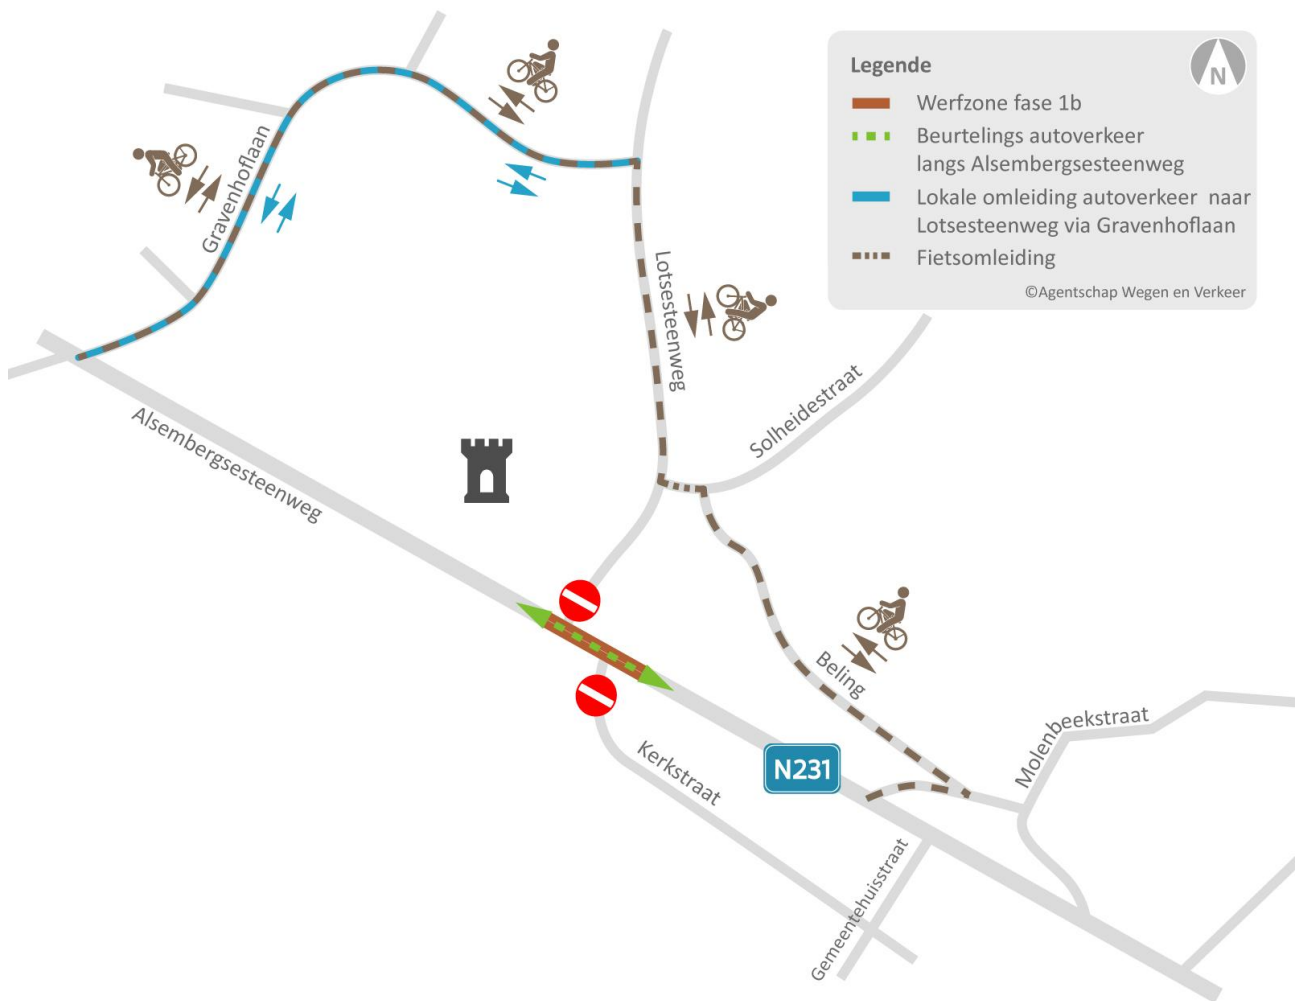 Legende
N
Werfzone fase 1b
Beurtelings autoverkeer
langs Alsembergsesteenweg
Lokale omleiding autoverkeer naar
Lotsesteenweg via Gravenhoflaan
Fietsomleiding
©Agentschap Wegen en Verkeer
Gravenhoflaan
Lotsesteenweg
Solheidestraat
Alsembergsesteenweg
Beling
Molenbeekstraat
Kerkstraat
N231
Gemeentehuisstraat